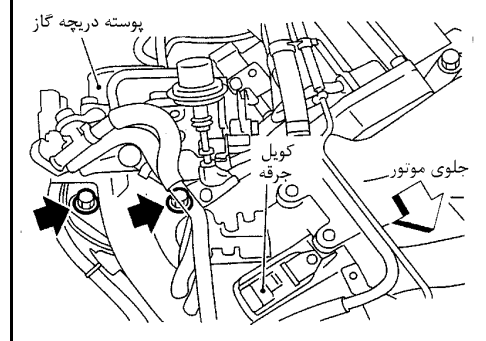 پوسته دریچه گاز
کویل
جرقه
جلوی موتور